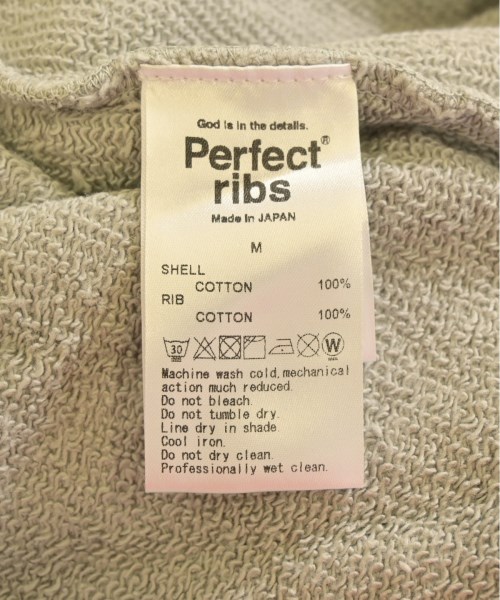 God is in the details.
Perfect®
ribs
Made in JAPAN
M
SHELL
COTTON 100%
RIB
COTTON 100%
30 W
Machine wash cold, mechanical
action much reduced.
Do not bleach.
Do not tumble dry.
Line dry in shade.
Cool iron.
Do not dry clean.
Professionally wet clean.